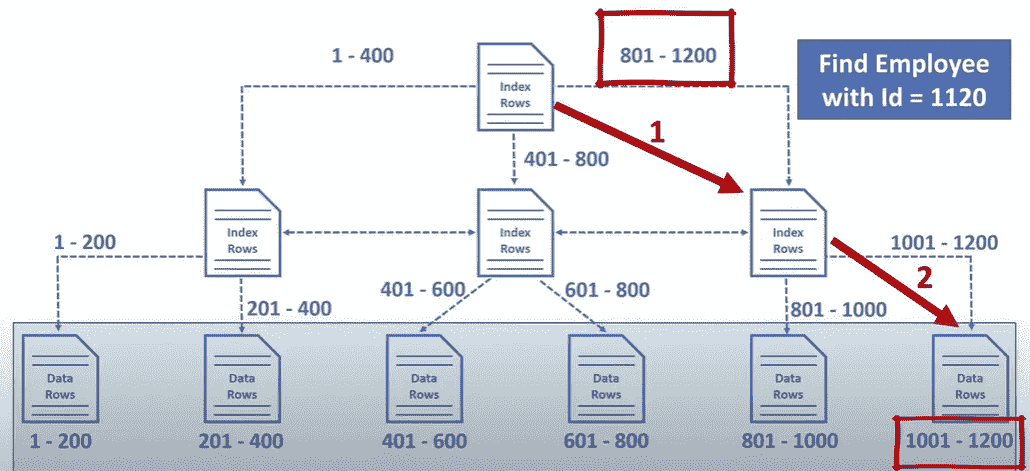 1 - 400
801 - 1200
Find Employee
with Id = 1120
Index
Rows
1
401 - 800
Index
Rows
Index
Rows
Index
Rows
1 - 200
1001 - 1200
2
201 - 400
401 - 600
601 - 800
801 - 1000
Data
Rows
Data
Rows
Data
Rows
Data
Rows
Data
Rows
Data
Rows
1 - 200
201 - 400
401 - 600
601 - 800
801 - 1000
1001 - 1200